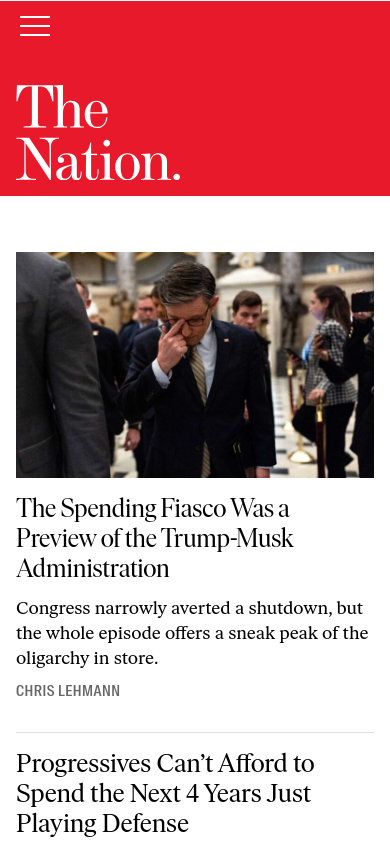 The
Nation.
The Spending Fiasco Was a
Preview of the Trump-Musk
Administration
Congress narrowly averted a shutdown, but
the whole episode offers a sneak peak of the
oligarchy in store.
CHRIS LEHMANN
Progressives Can’t Afford to
Spend the Next 4 Years Just
Playing Defense